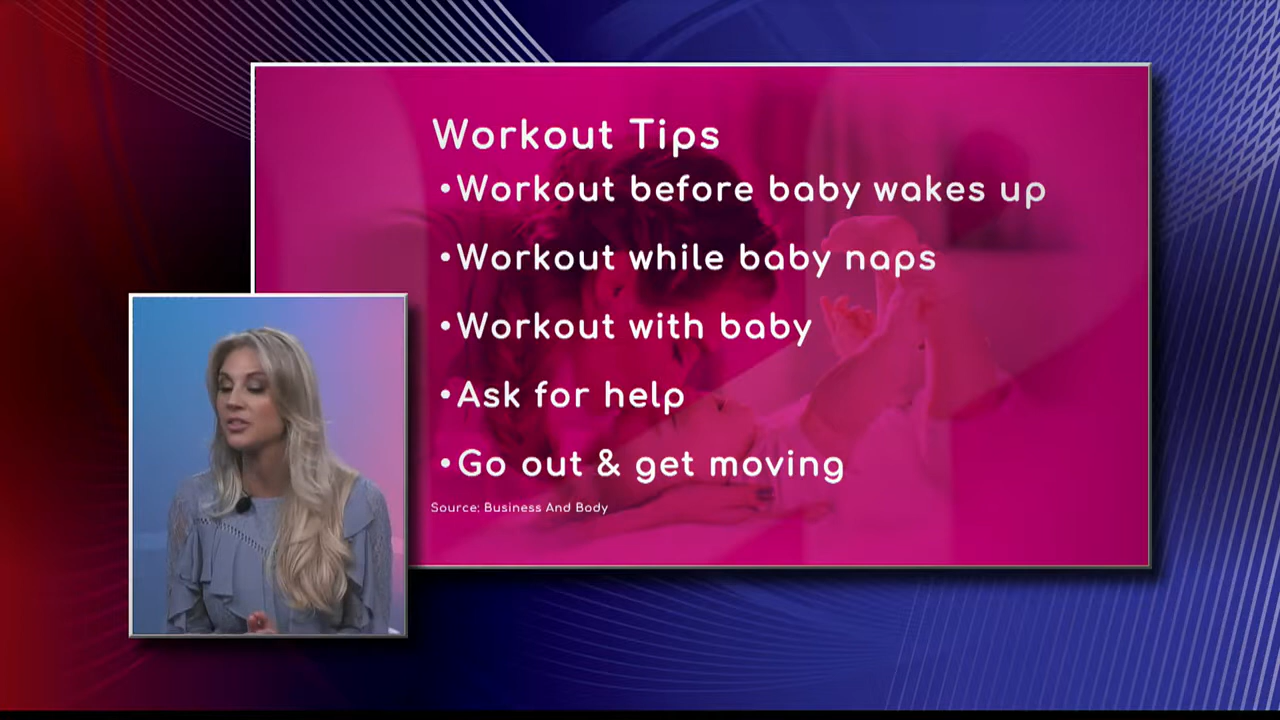 Workout Tips
•Workout before baby wakes up
•Workout while baby naps
•Workout with baby
•Ask for help
•Go out & get moving
Source: Business And Body